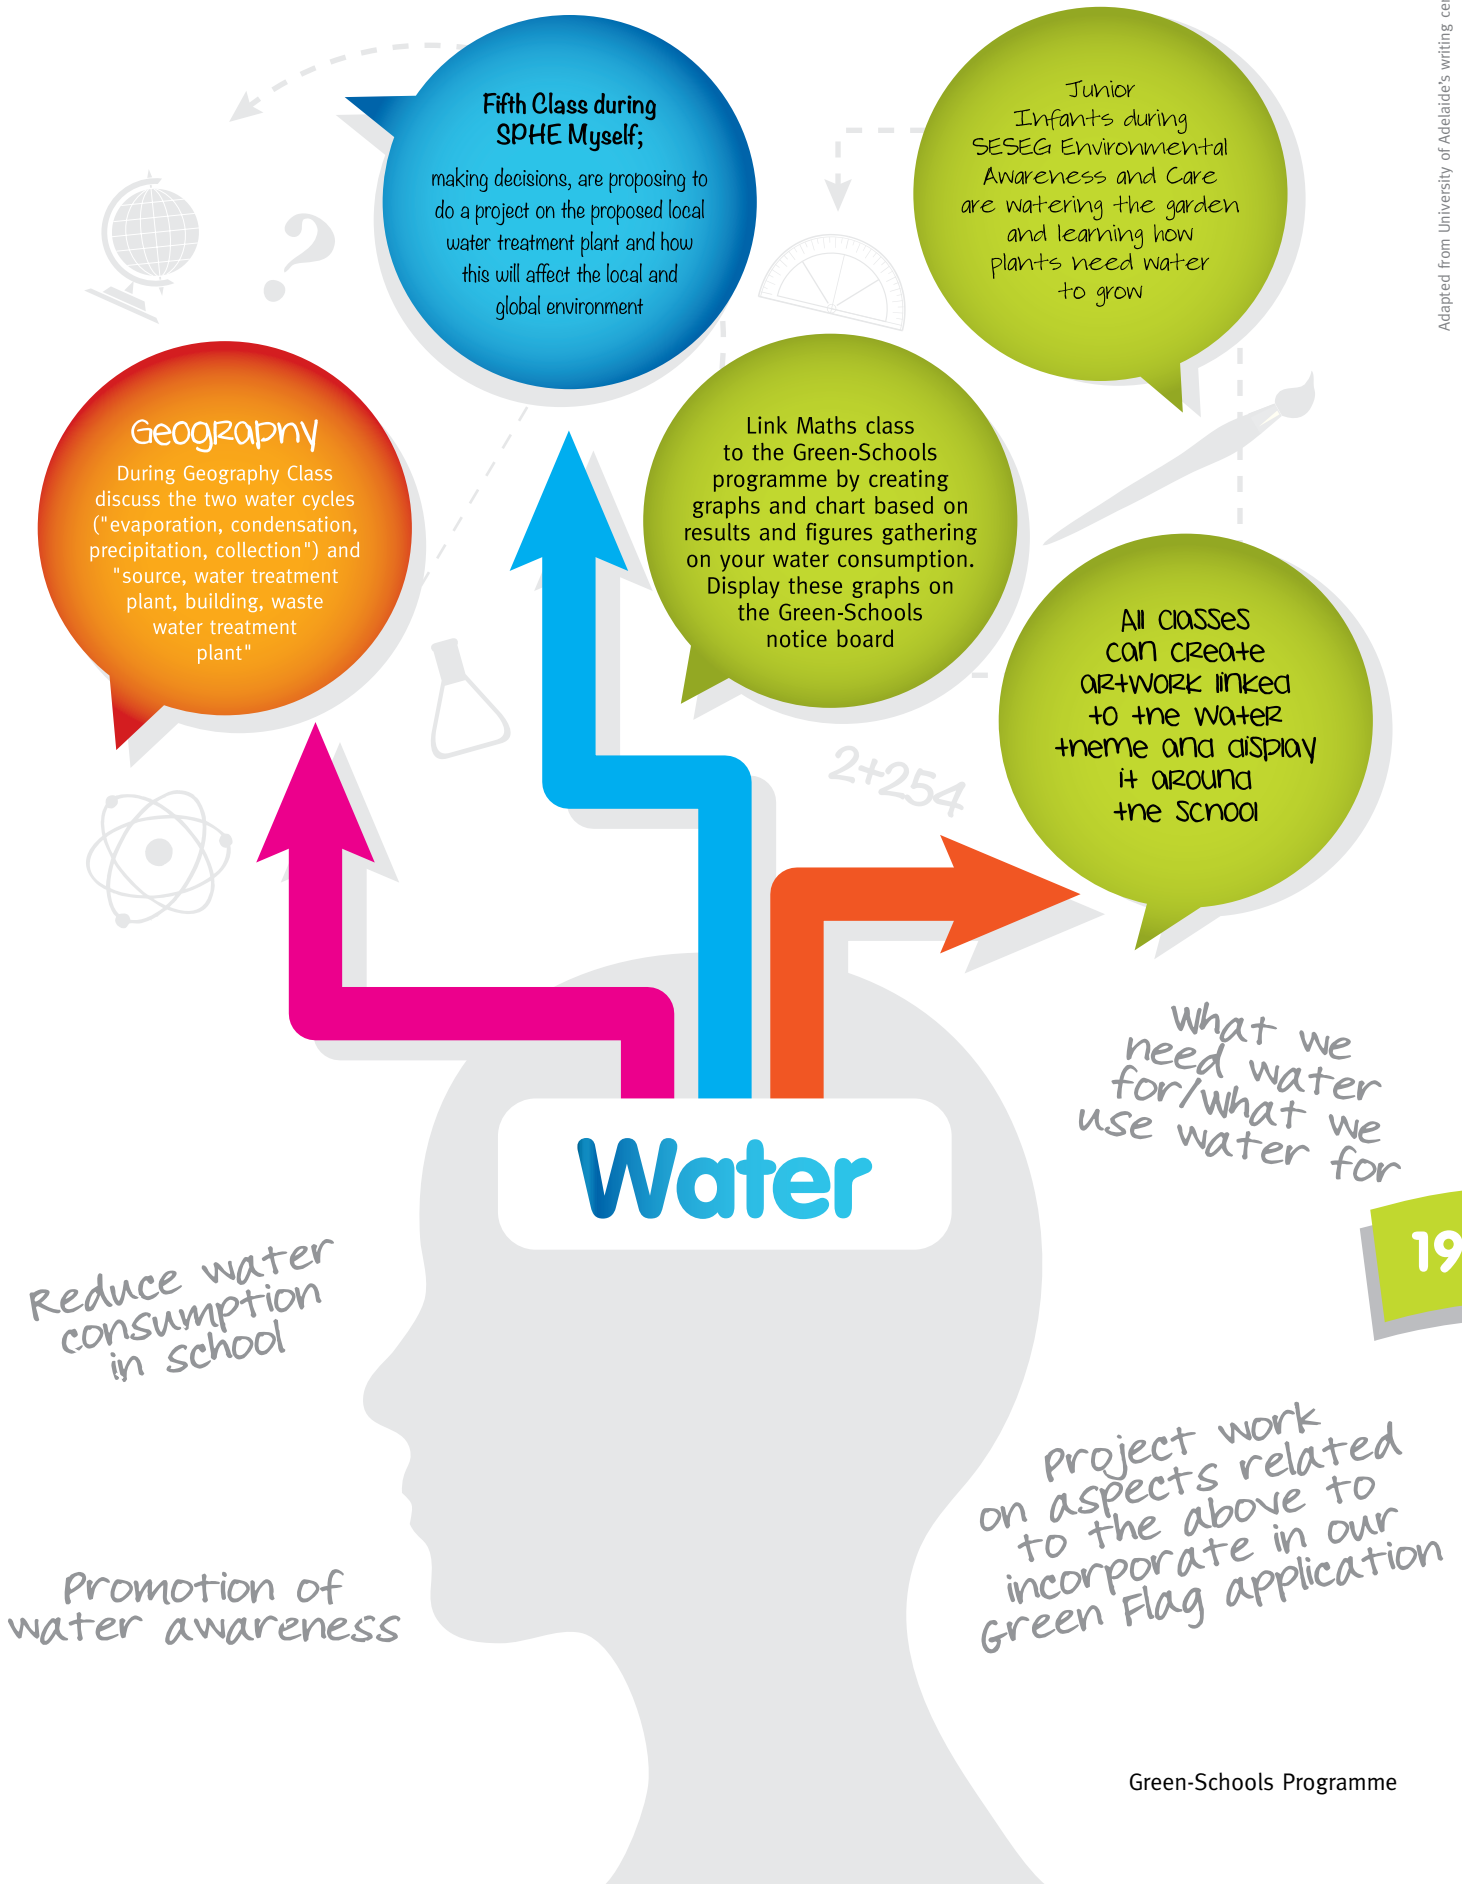 Fifth Class during
SPHE Myself;
making decisions, are proposing to
do a project on the proposed local
water treatment plant and how
this will affect the local and
global environment
Junior
Infants during
SESEG Environmental
Awareness and Care
are watering the garden
and learning how
plants need water
to grow
Adapted from University of Adelaide's writing
Geography
During Geography Class
discuss the two water cycles
("evaporation, condensation,
precipitation, collection") and
"source, water treatment
plant, building, waste
water treatment
plant"
Link Maths class
to the Green-Schools
programme by creating
graphs and chart based on
results and figures gathering
on your water consumption.
Display these graphs on
the Green-Schools
notice board
All classes
can create
artwork linked
to the water
theme and display
it around
the school
?
2+254
Water
What we
need water
for/what we
use water for
19
Reduce water
consumption
in school
Promotion of
water awareness
Project work
on aspects related
to the above to
incorporate in our
Green Flag application
Green-Schools Programme